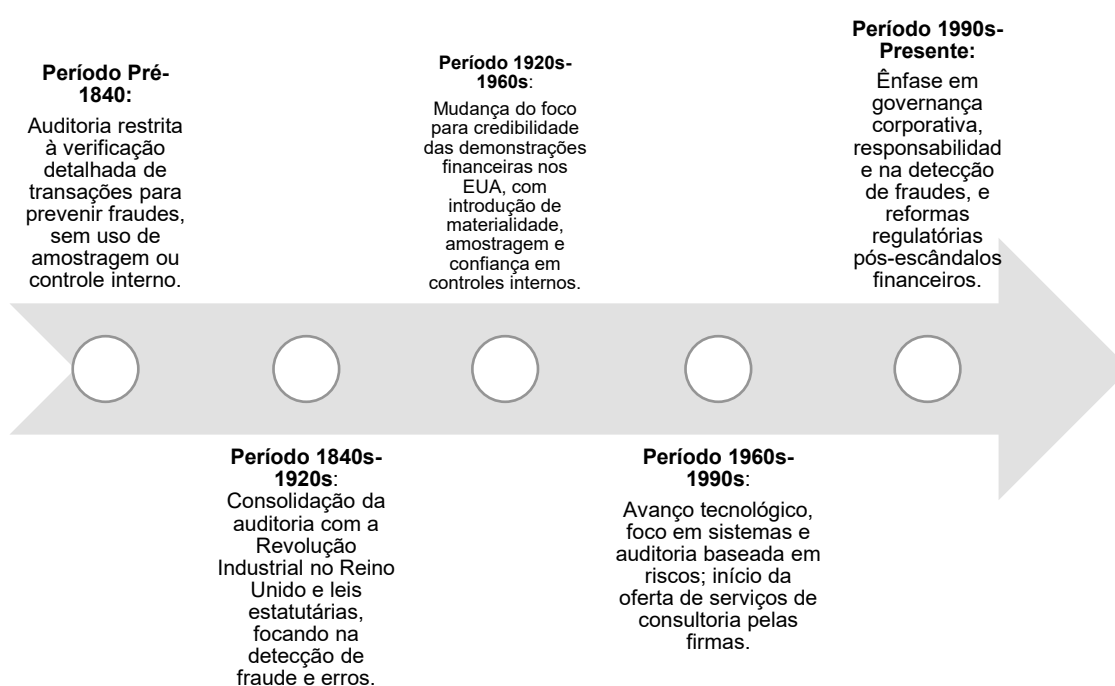 Período Pré-
1840:
Auditoria restrita
à verificação
detalhada de
transações para
prevenir fraudes,
sem uso de
amostragem ou
controle interno.
Período 1840s-
1920s:
Consolidação da
auditoria com a
Revolução
Industrial no Reino
Unido e leis
estatutárias,
focando na
detecção de
fraude e erros.
Período 1920s-
1960s:
Mudança do foco
para credibilidade
das demonstrações
financeiras nos
EUA, com
introdução de
materialidade,
amostragem e
confiança em
controles internos.
Período 1960s-
1990s:
Avanço tecnológico,
foco em sistemas e
auditoria baseada em
riscos; início da
oferta de serviços de
consultoria pelas
firmas.
Período 1990s-
Presente:
Ênfase em
governança
corporativa,
responsabilidad
e na detecção
de fraudes, e
reformas
regulatórias
pós-escândalos
financeiros.